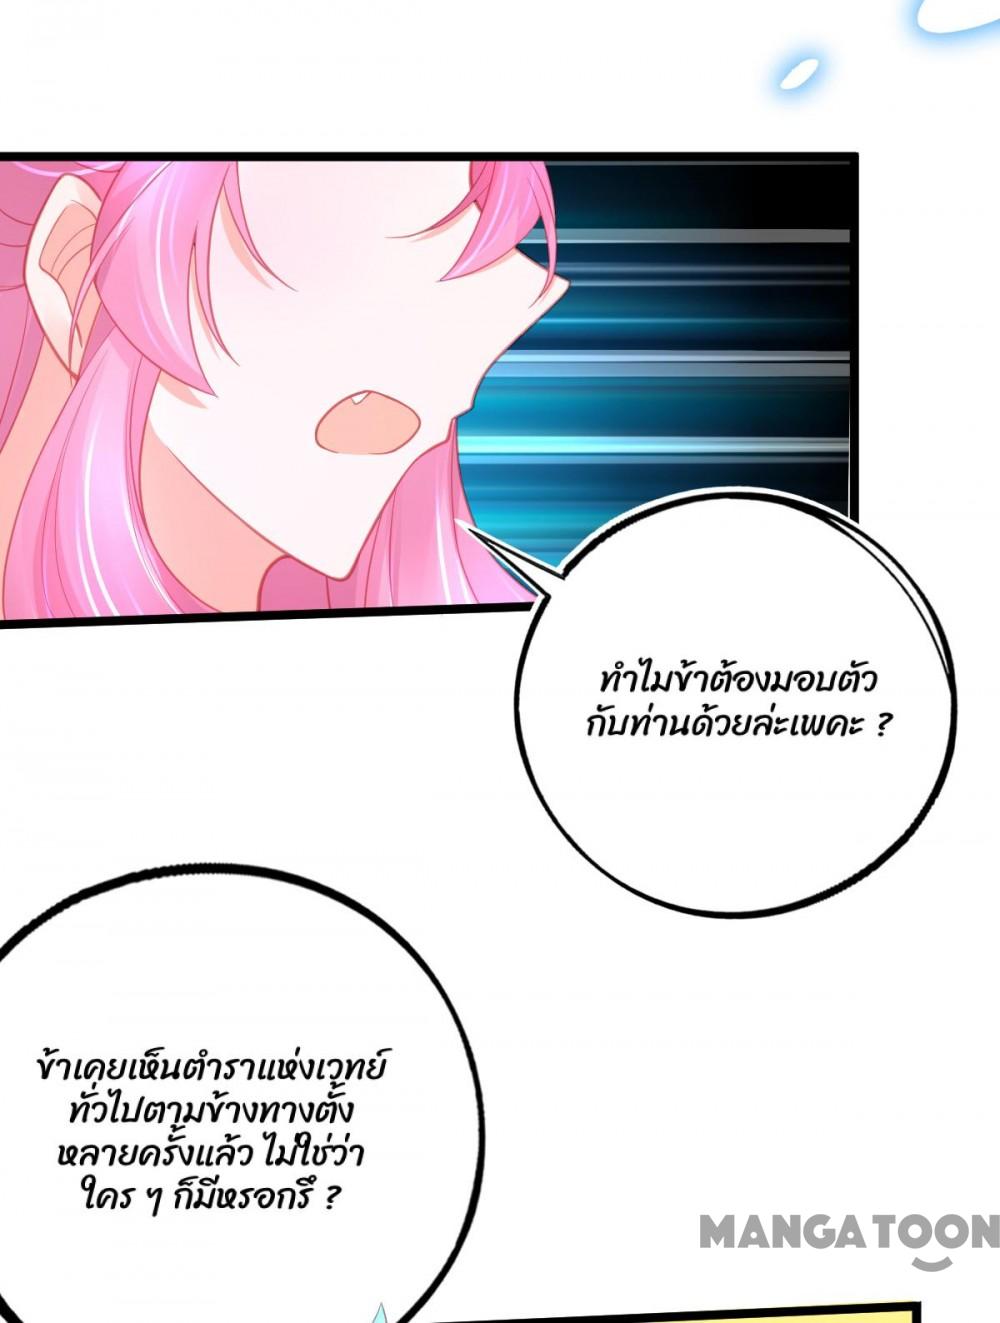 ทำไมข้าต้องมอบตัว
กับท่านด้วยล่ะเพคะ ?
ข้าเคยเห็นตำราแห่งเวทย์
ทั่วไปตามข้างทางตั้ง
หลายครั้งแล้ว ไม่ใช่ว่า
ใคร ๆ ก็มีหรอกรึ ?
MANGATOON